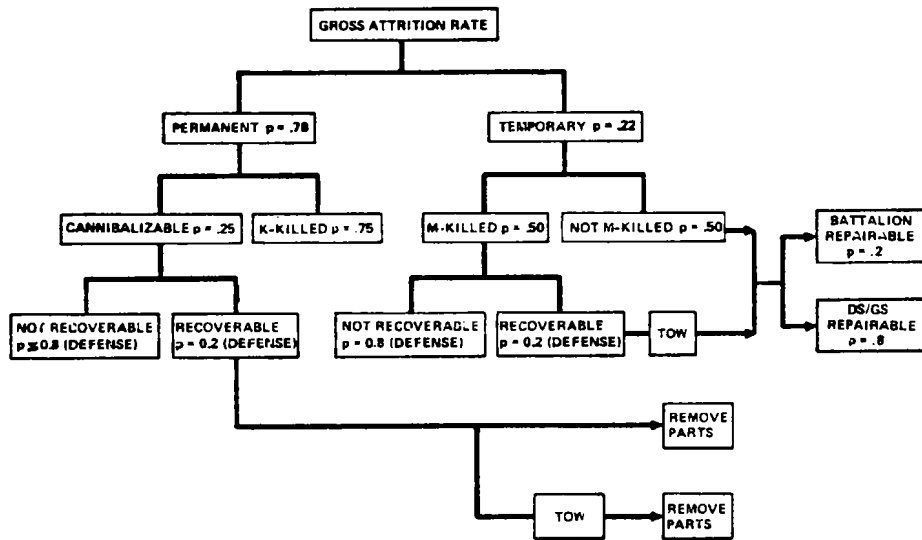 GROSS ATTRITION RATE
PERMANENT p = .78
TEMPORARY p = .22
CANNIBALIZABLE p = .25
K-KILLED p = .75
M-KILLED p = .50
NOT M-KILLED p = .50
BATTALION
REPAIRABLE
p = .2
NOT RECOVERABLE
p ≤ 0.8 (DEFENSE)
RECOVERABLE
p = 0.2 (DEFENSE)
NOT RECOVERABLE
p = 0.8 (DEFENSE)
RECOVERABLE
p = 0.2 (DEFENSE)
TOW
DS/GS
REPAIRABLE
p = .8
REMOVE
PARTS
TOW
REMOVE
PARTS